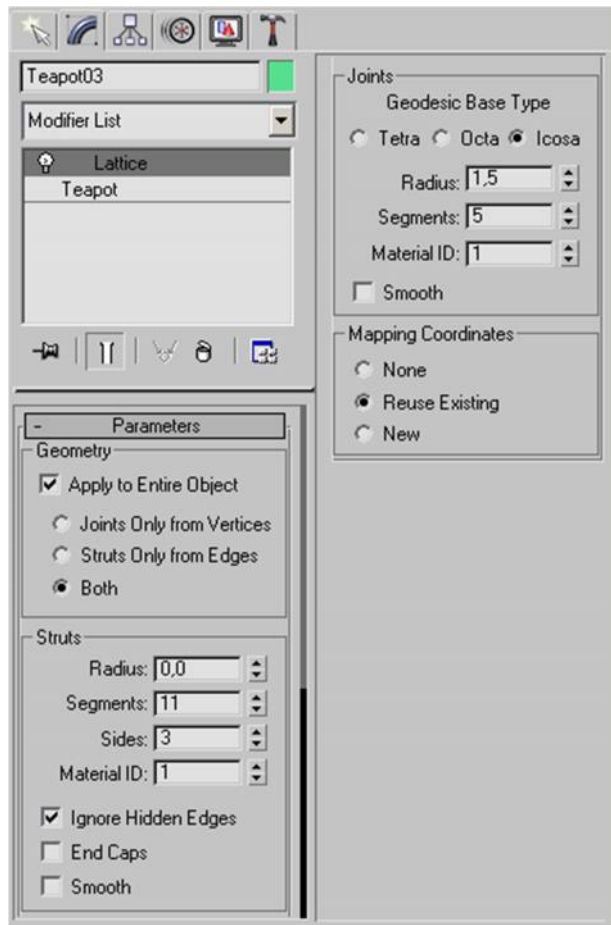 Teapot03
Modifier List
Lattice
Teapot
- Parameters
Geometry
Apply to Entire Object
Joints Only from Vertices
Struts Only from Edges
Both
Struts
Radius: 0,0
Segments: 11
Sides: 3
Material ID: 1
Ignore Hidden Edges
End Caps
Smooth
Joints
Geodesic Base Type
Tetra Octa Icosa
Radius: 1,5
Segments: 5
Material ID: 1
Smooth
Mapping Coordinates
None
Reuse Existing
New